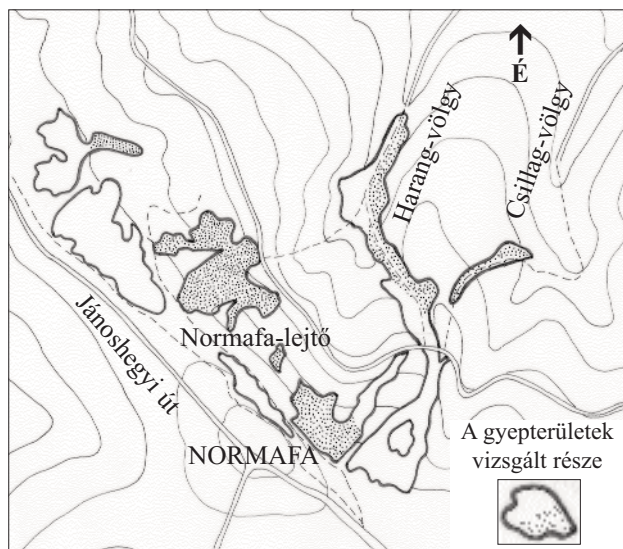 É
Harang-völgy
Csillag-völgy
Jánoshegyi út
Normafa-lejtő
NORMAFA
A gyepterületek
vizsgált része